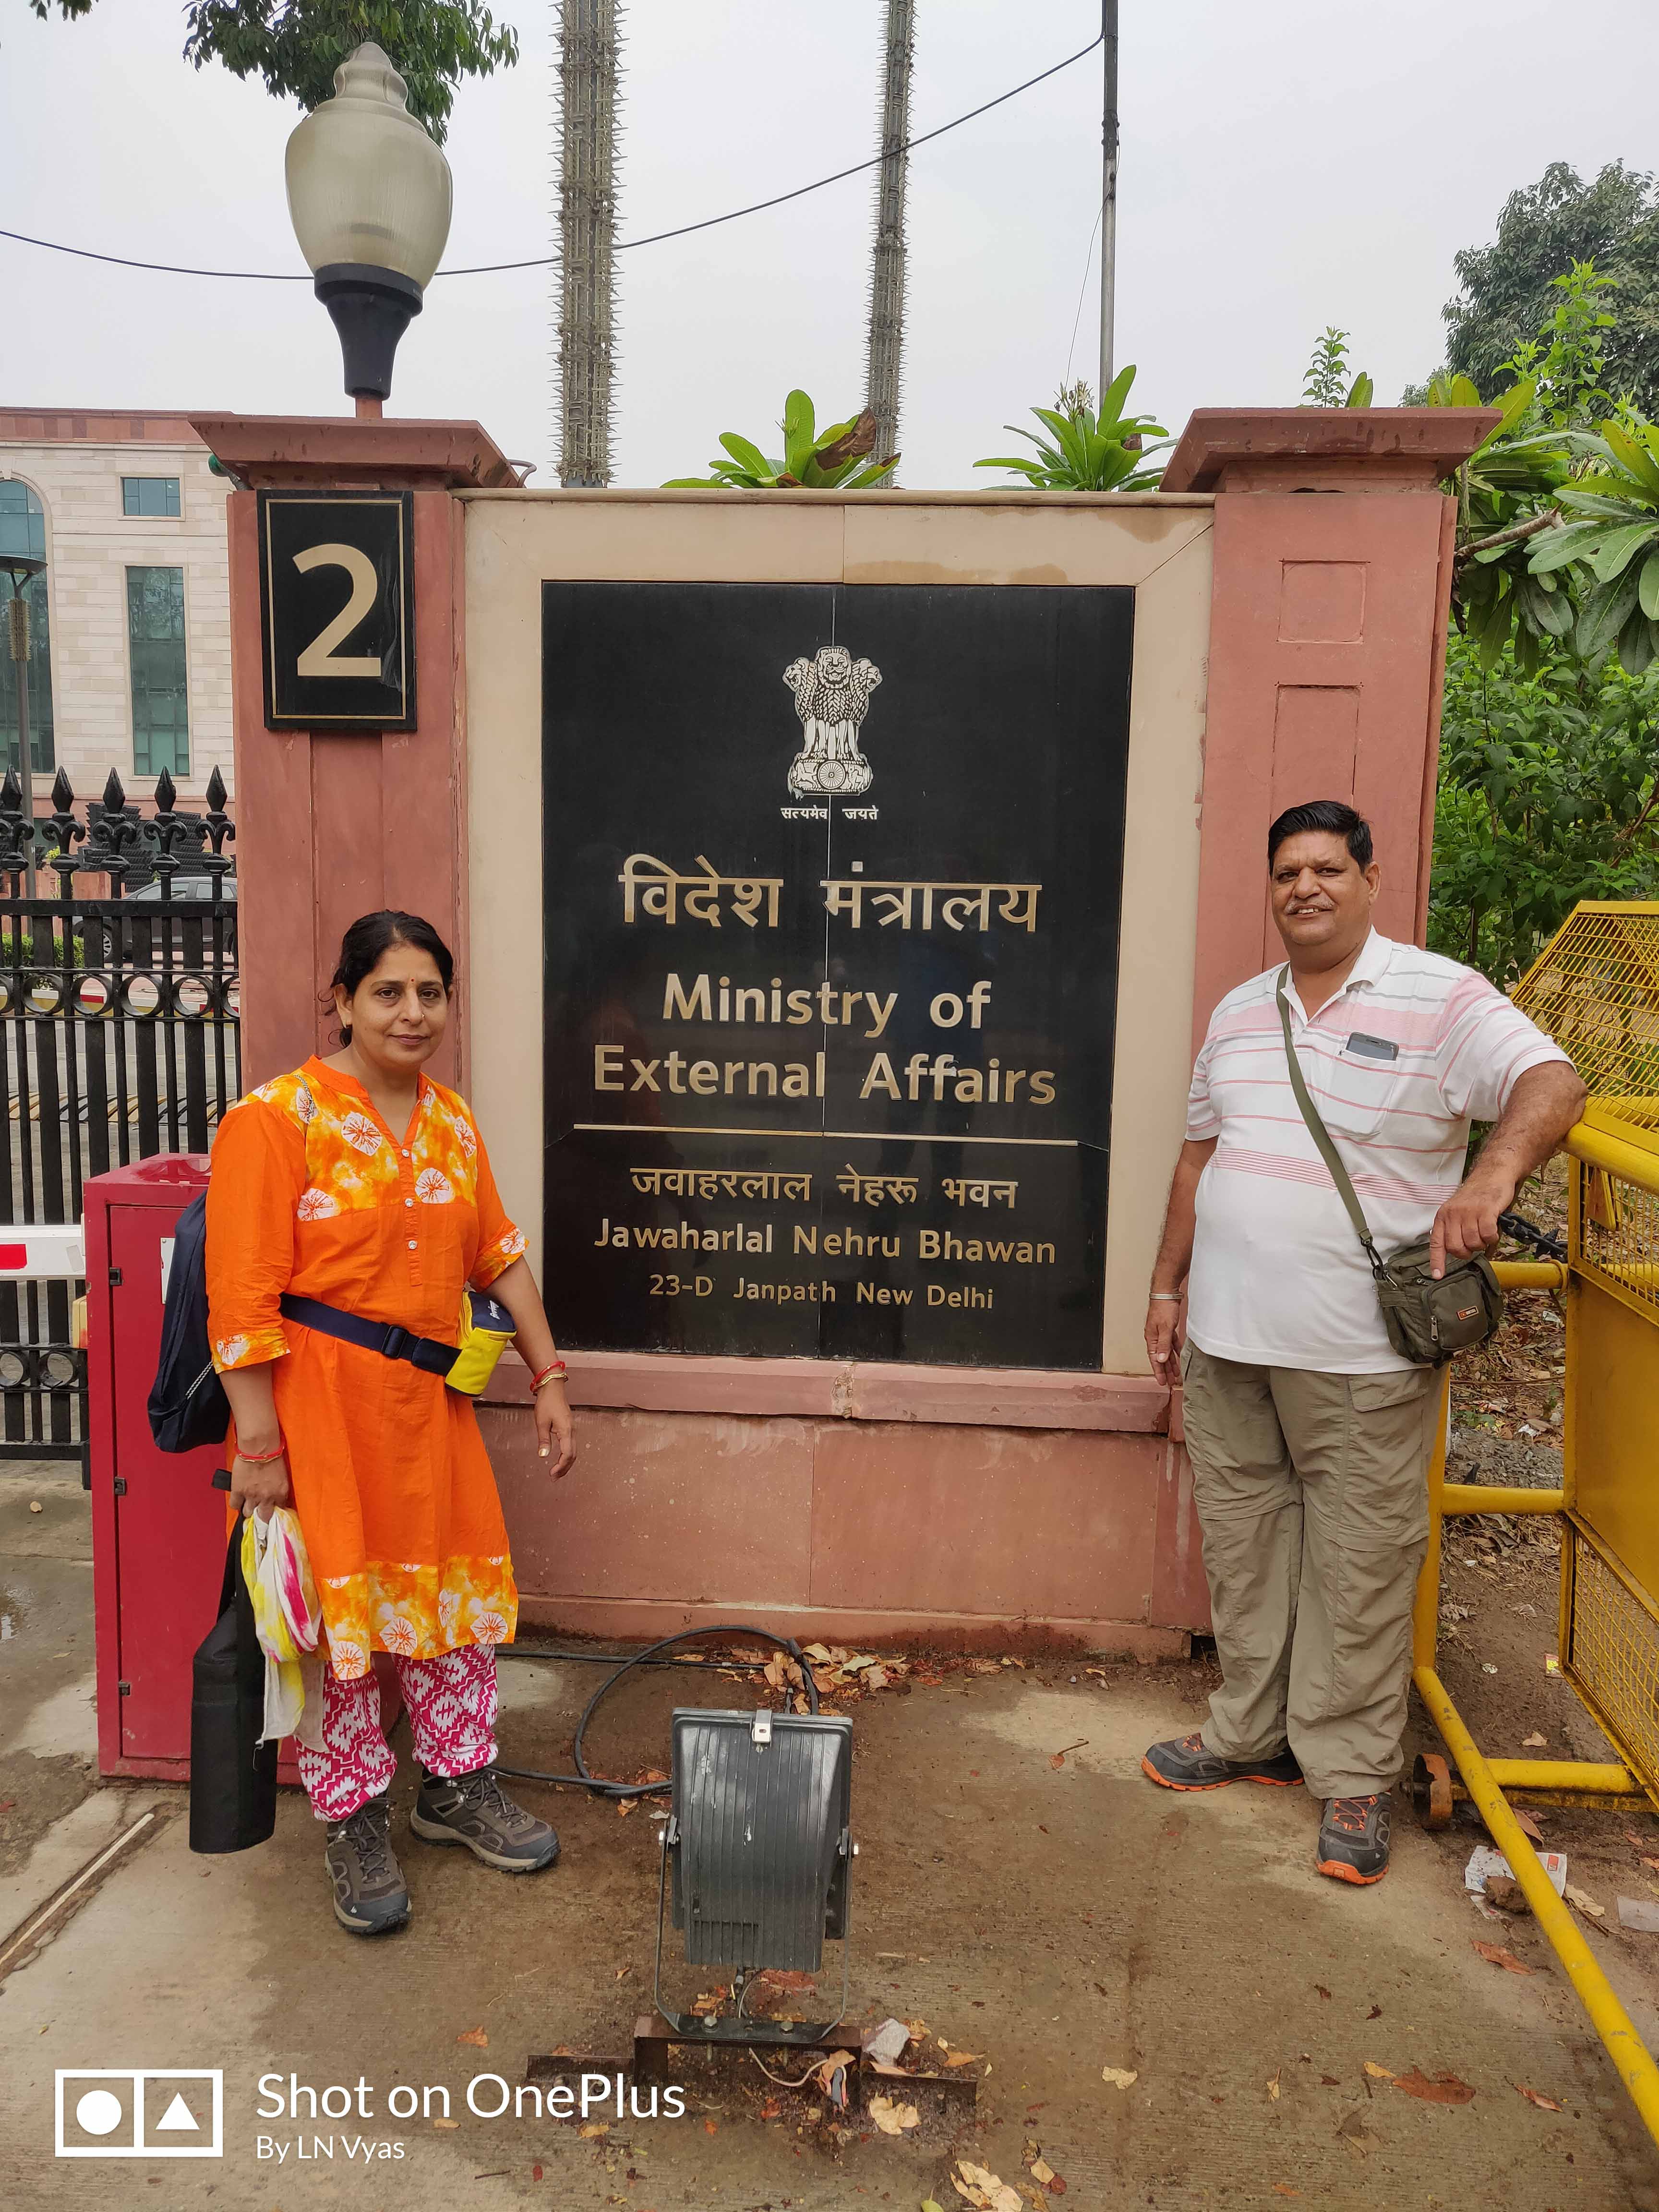 2
सत्यमेव जयते
विदेश मंत्रालय
Ministry of
External Affairs
जवाहरलाल नेहरू भवन
Jawaharlal Nehru Bhawan
23-D Janpath New Delhi
Shot on OnePlus
By LN Vyas